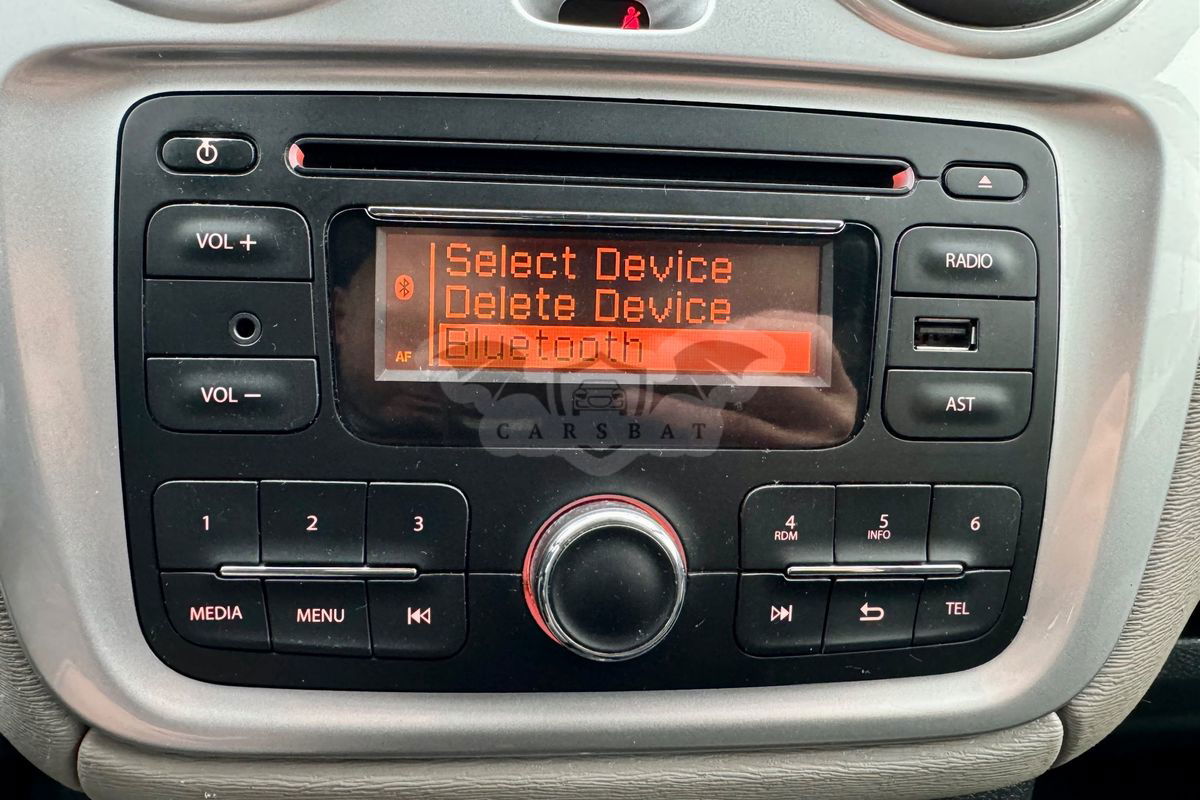 VOL +
RADIO
Select Device
Delete Device
Bluetooth
AF
VOL −
AST
CARSBAT
1
2
3
4
RDM
5
INFO
6
MEDIA
MENU
TEL